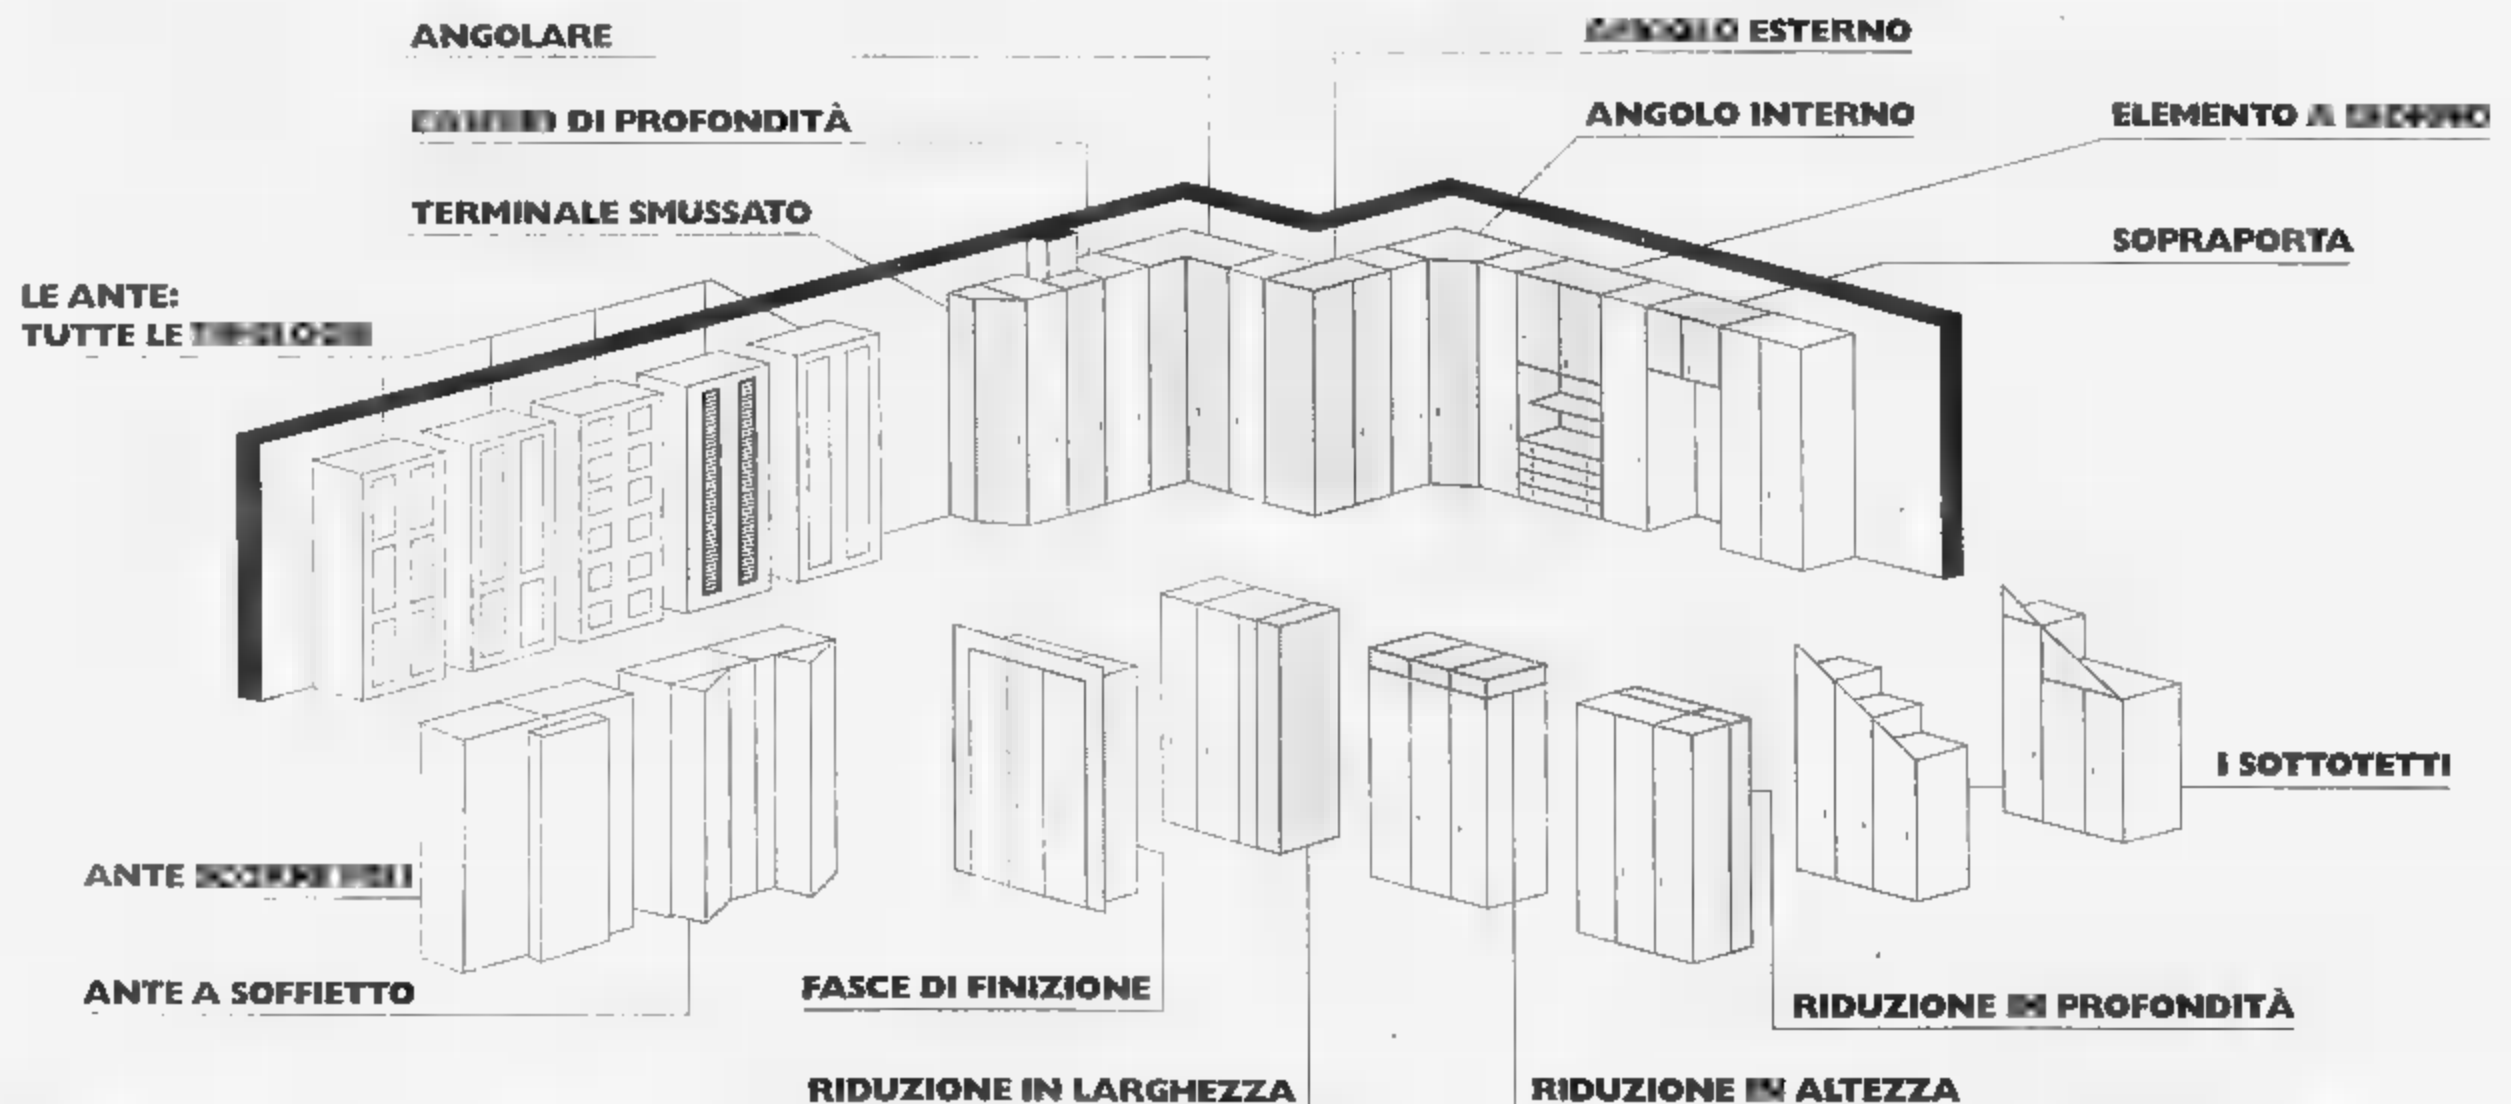 ANGOLARE
ESTERNO
DI PROFONDITÀ
ANGOLO INTERNO
ELEMENTO A
TERMINALE SMUSSATO
SOPRAPORTA
LE ANTE:
TUTTE LE
I SOTTOTETTI
ANTE
ANTE A SOFFIETTO
FASCE DI FINIZIONE
RIDUZIONE PROFONDITÀ
RIDUZIONE IN LARGHEZZA
RIDUZIONE ALTEZZA